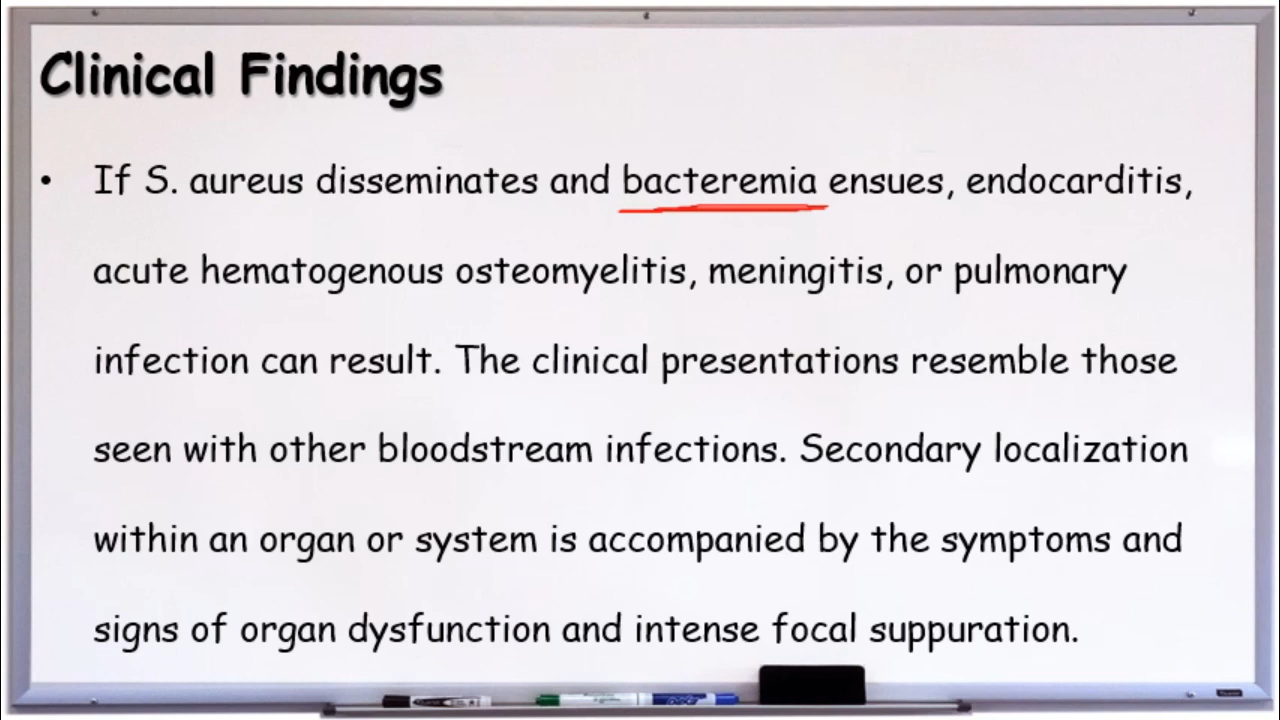 Clinical Findings
• If S. aureus disseminates and bacteremia ensues, endocarditis,
acute hematogenous osteomyelitis, meningitis, or pulmonary
infection can result. The clinical presentations resemble those
seen with other bloodstream infections. Secondary localization
within an organ or system is accompanied by the symptoms and
signs of organ dysfunction and intense focal suppuration.